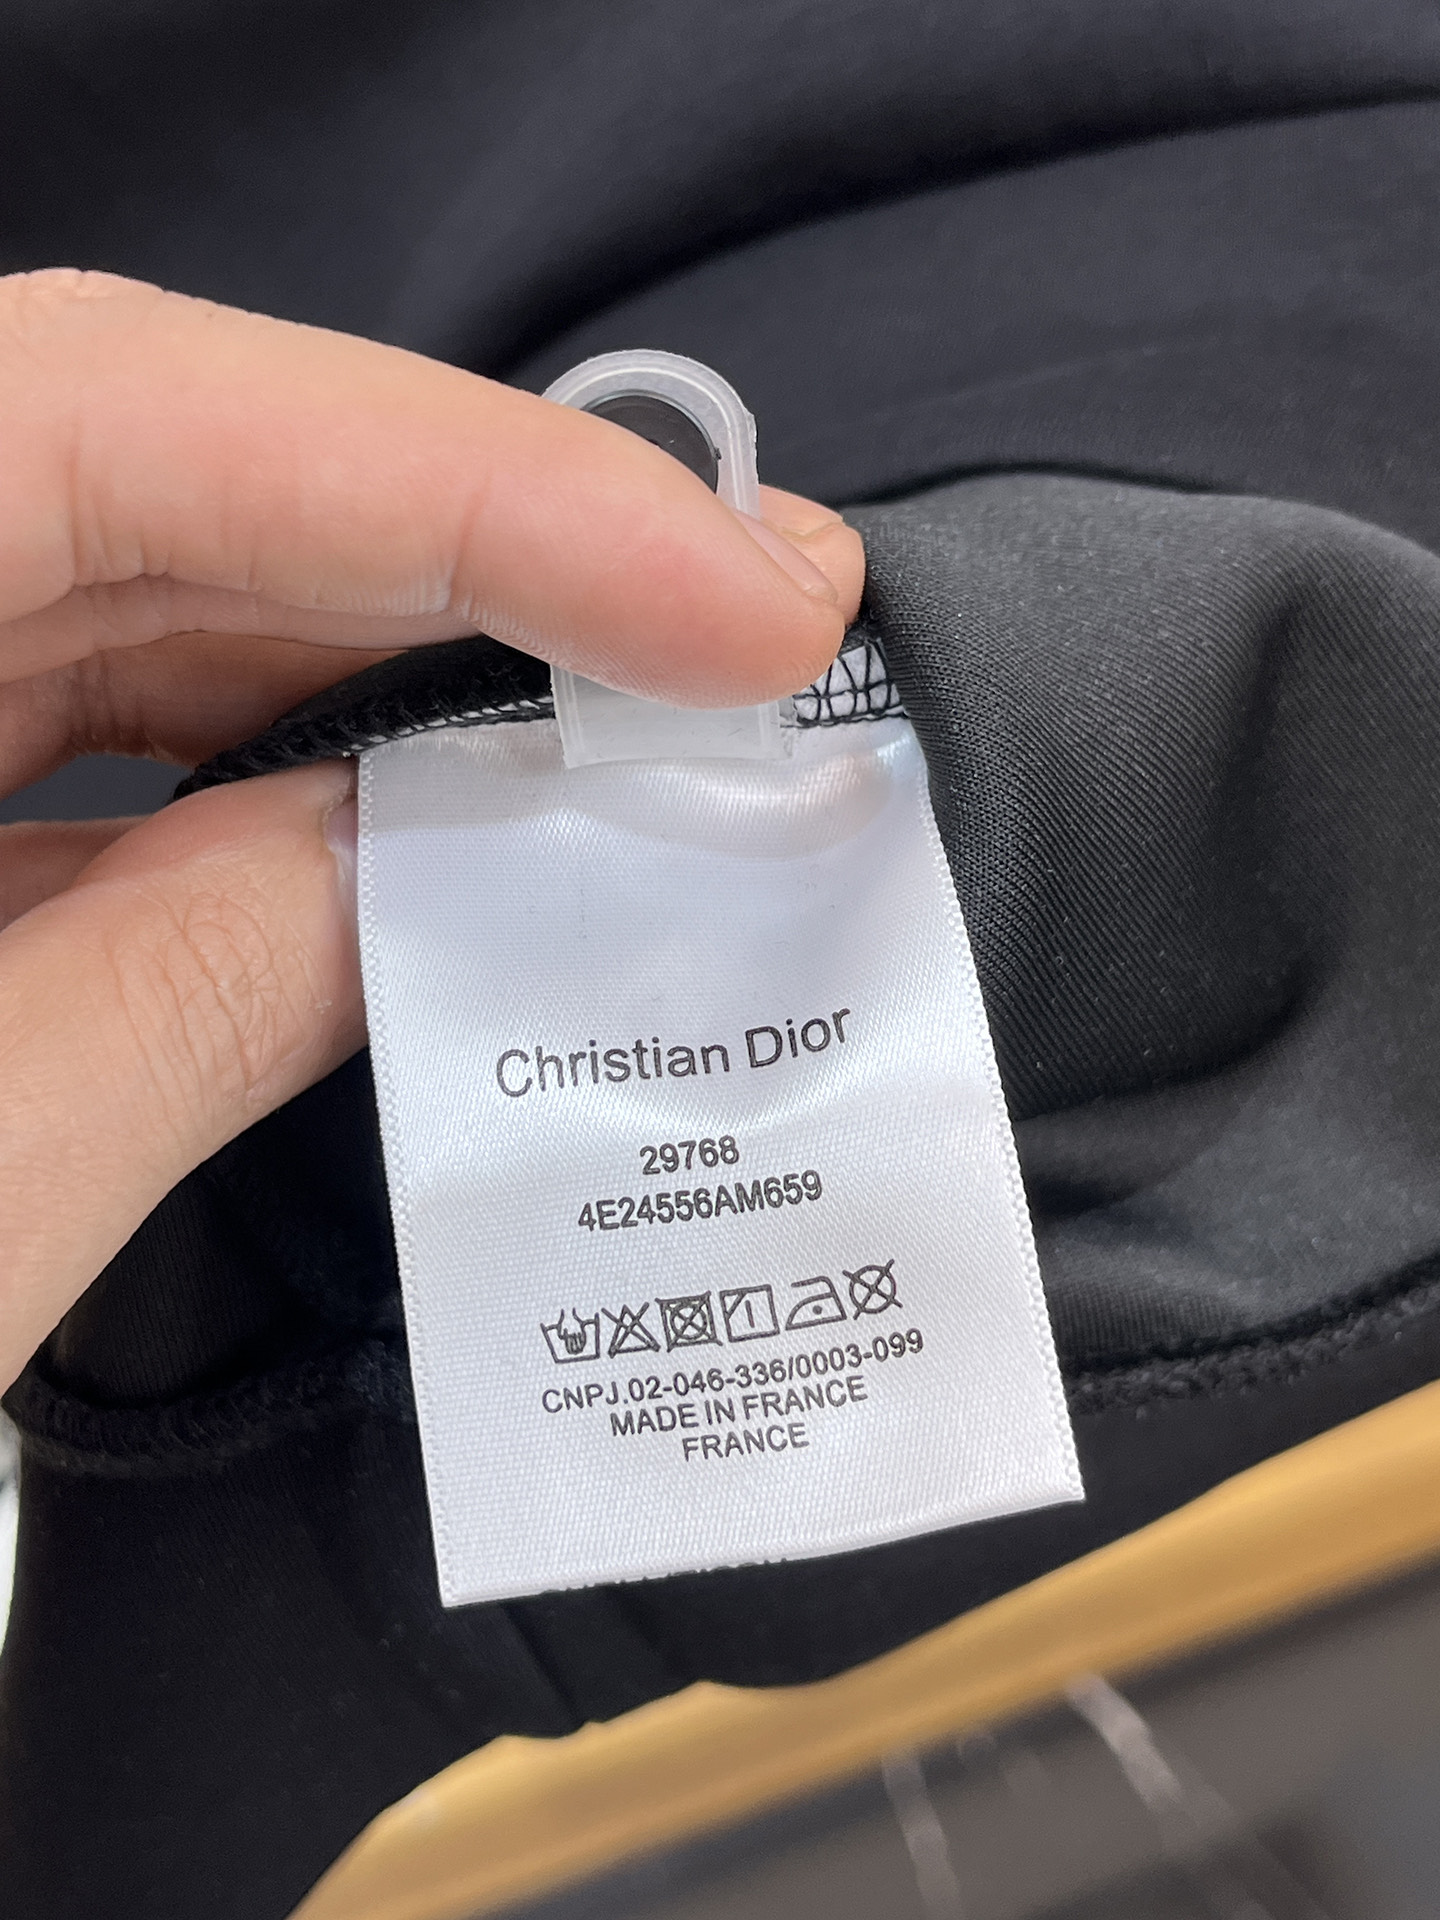 Christian Dior
29768
4E24556AM659
CNPJ.02-046-336/0003-099
MADE IN FRANCE
FRANCE